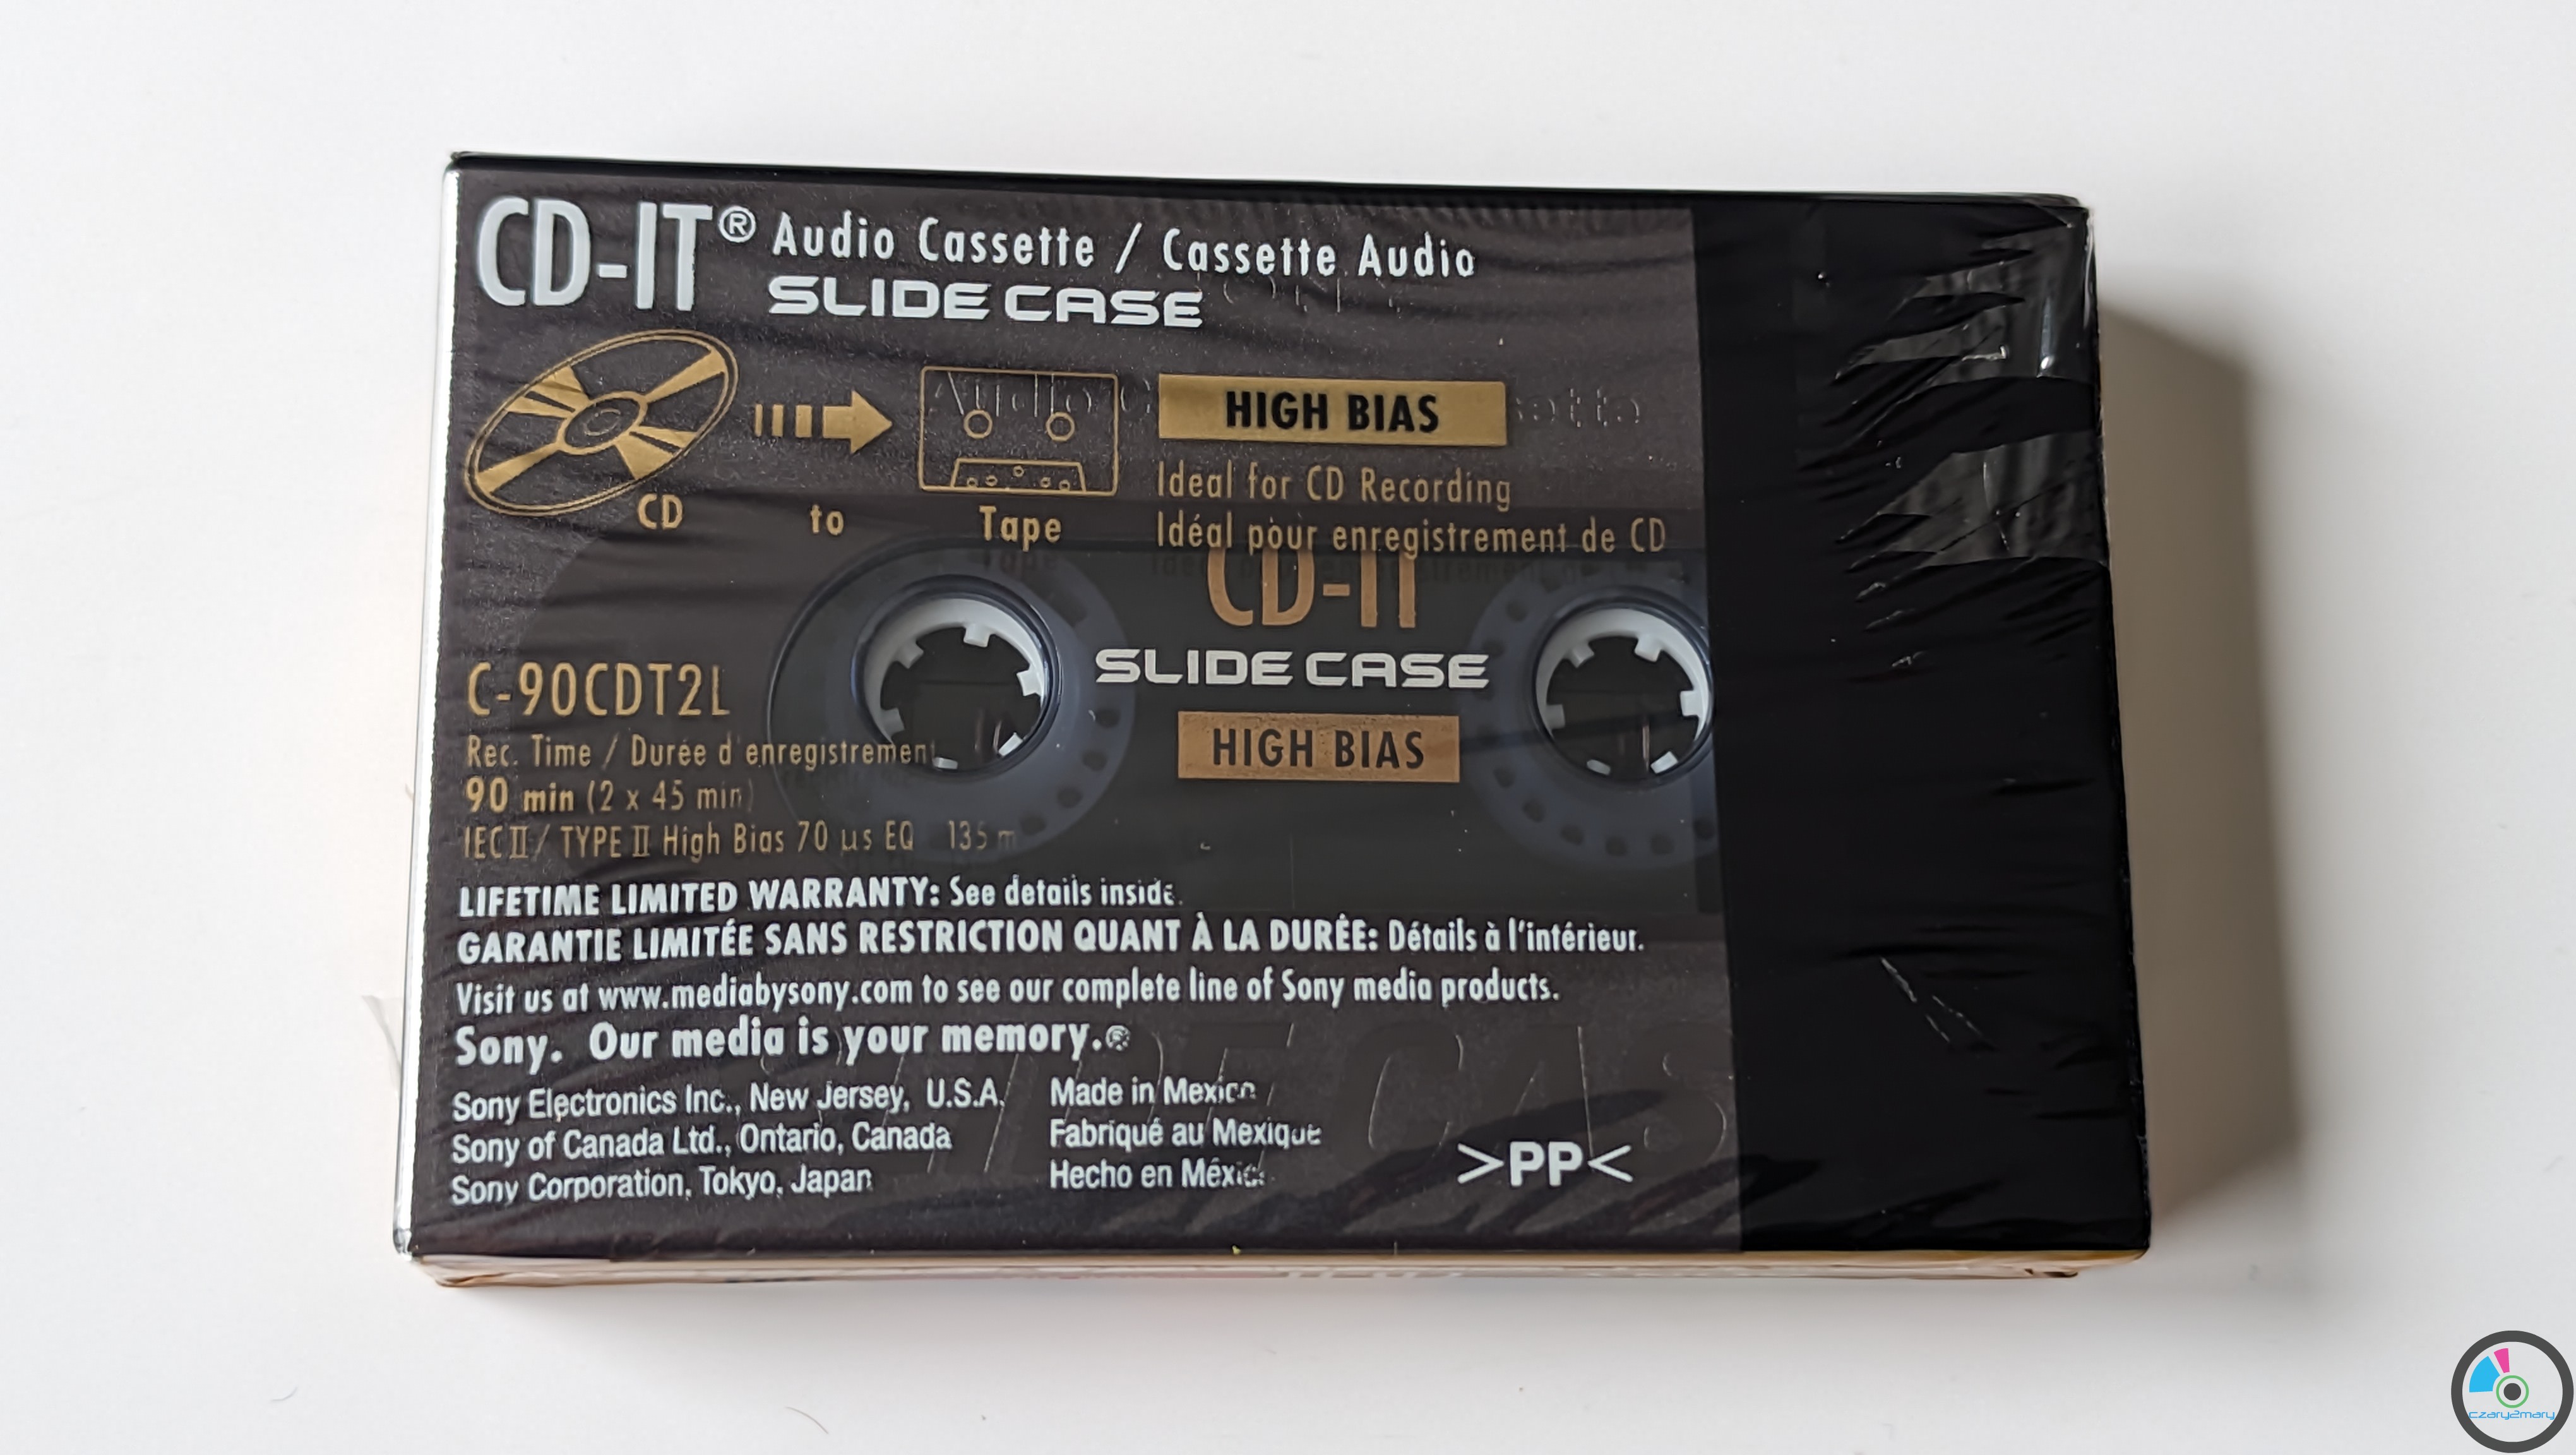 CD-IT® Audio Cassette / Cassette Audio
SLIDE CASE
HIGH BIAS
CD to Tape
Ideal for CD Recording
Idéal pour enregistrement de CD
CD-IT
SLIDE CASE
HIGH BIAS
C-90CDT2L
Rec. Time / Durée d'enregistrement
90 min (2 x 45 min)
IEC II / TYPE II High Bias 70 µs EQ 135 m
LIFETIME LIMITED WARRANTY: See details inside.
GARANTIE LIMITÉE SANS RESTRICTION QUANT À LA DURÉE: Détails à l'intérieur.
Visit us at www.mediabysony.com to see our complete line of Sony media products.
Sony. Our media is your memory.®
Sony Electronics Inc., New Jersey, U.S.A.
Sony of Canada Ltd., Ontario, Canada
Sony Corporation, Tokyo, Japan
Made in Mexico
Fabriqué au Mexique
Hecho en México
>PP<
czary2mary